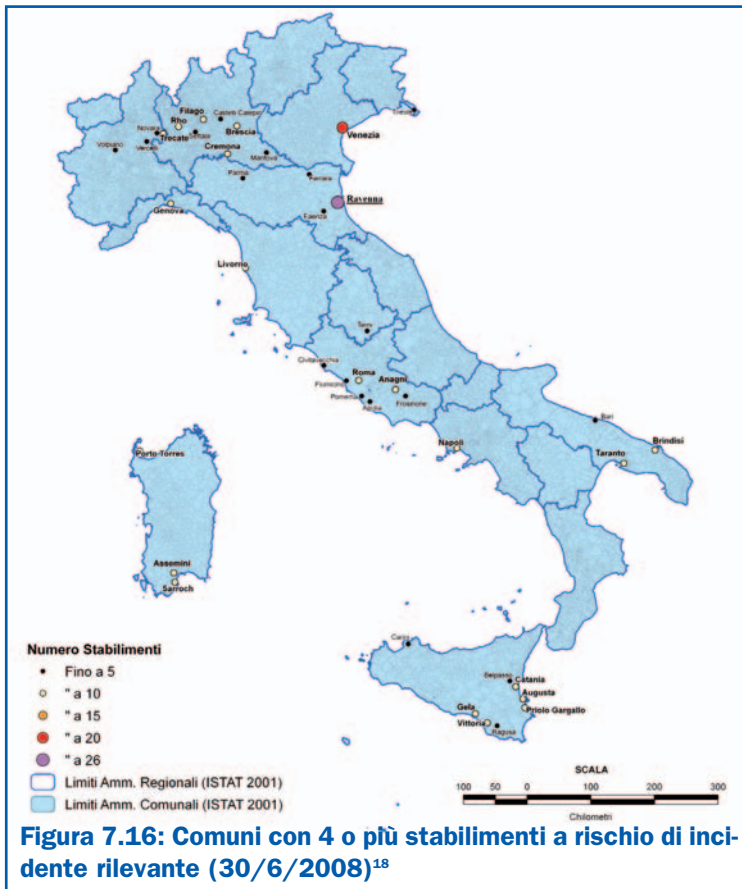 Trieste
Filago
Castelli Calepio
Rho
Novara
Brescia
Venezia
Trecate
Volpiano
Vercelli
Cremona
Mantova
Parma
Ferrara
Ravenna
Genova
Faenza
Livorno
Terni
Civitavecchia
Roma
Anagni
Fiumicino
Pomezia
Frosinone
Aprilia
Bari
Napoli
Brindisi
Taranto
Porto Torres
Assemini
Sarroch
Carini
Belpasso
Catania
Augusta
Gela
Priolo Gargallo
Vittoria
Ragusa
Numero Stabilimenti
Fino a 5
" a 10
" a 15
" a 20
" a 26
Limiti Amm. Regionali (ISTAT 2001)
Limiti Amm. Comunali (ISTAT 2001)
SCALA
100 50 0 100 200 300
Chilometri
Figura 7.16: Comuni con 4 o più stabilimenti a rischio di inci-
dente rilevante (30/6/2008)¹⁸